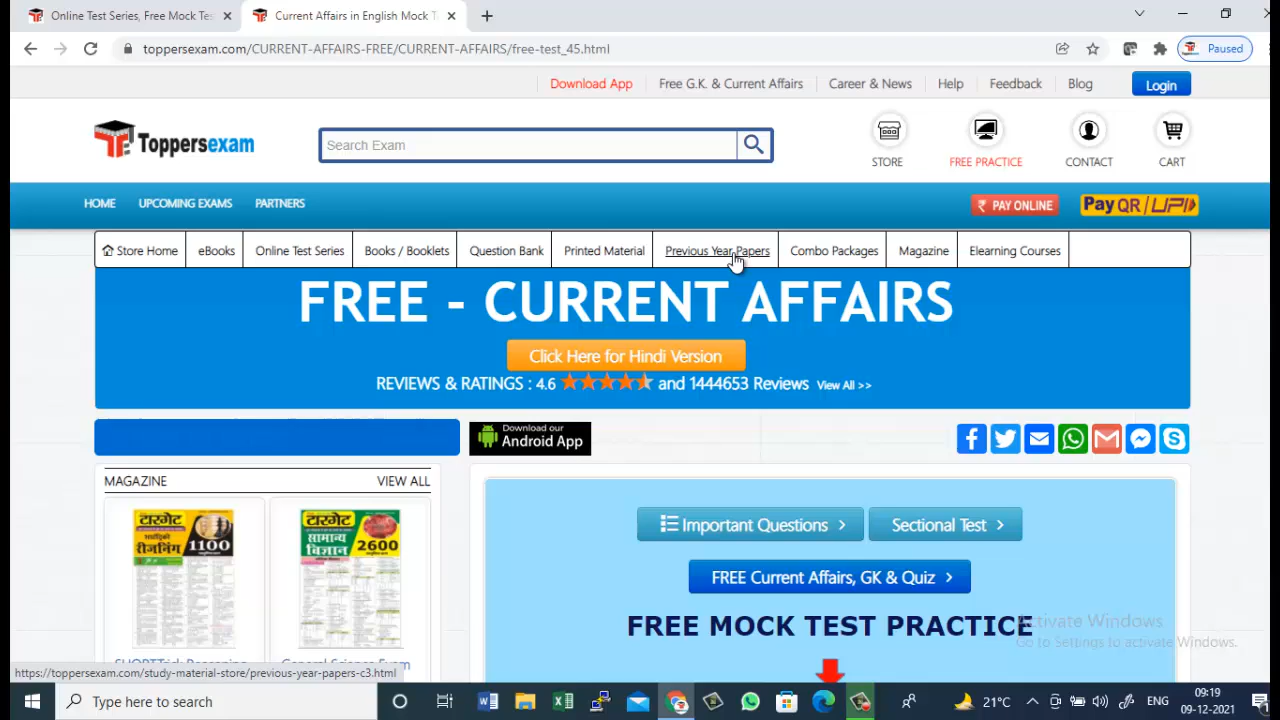 Online Test Series, Free Mock Tes
Current Affairs in English Mock T
toppersexam.com/CURRENT-AFFAIRS-FREE/CURRENT-AFFAIRS/free-test_45.html
Paused
Download App
Free G.K. & Current Affairs
Career & News
Help
Feedback
Blog
Login
Toppersexam
Search Exam
STORE
FREE PRACTICE
CONTACT
CART
HOME
UPCOMING EXAMS
PARTNERS
₹ PAY ONLINE
Pay QR/UPI
Store Home
eBooks
Online Test Series
Books / Booklets
Question Bank
Printed Material
Previous Year Papers
Combo Packages
Magazine
Elearning Courses
FREE - CURRENT AFFAIRS
Click Here for Hindi Version
REVIEWS & RATINGS : 4.6 and 1444653 Reviews View All >>
Download our
Android App
MAGAZINE
VIEW ALL
टारगेट
रीजनिंग
1100
टारगेट
सामान्य
विज्ञान
2600
SHORTTrick Reasoning
General Science Exam
Important Questions
Sectional Test
FREE Current Affairs, GK & Quiz
FREE MOCK TEST PRACTICE
Activate Windows
Go to Settings to activate Windows.
https://toppersexam.com/study-material-store/previous-year-papers-c3.html
Type here to search
21°C
ENG
09:19
09-12-2021